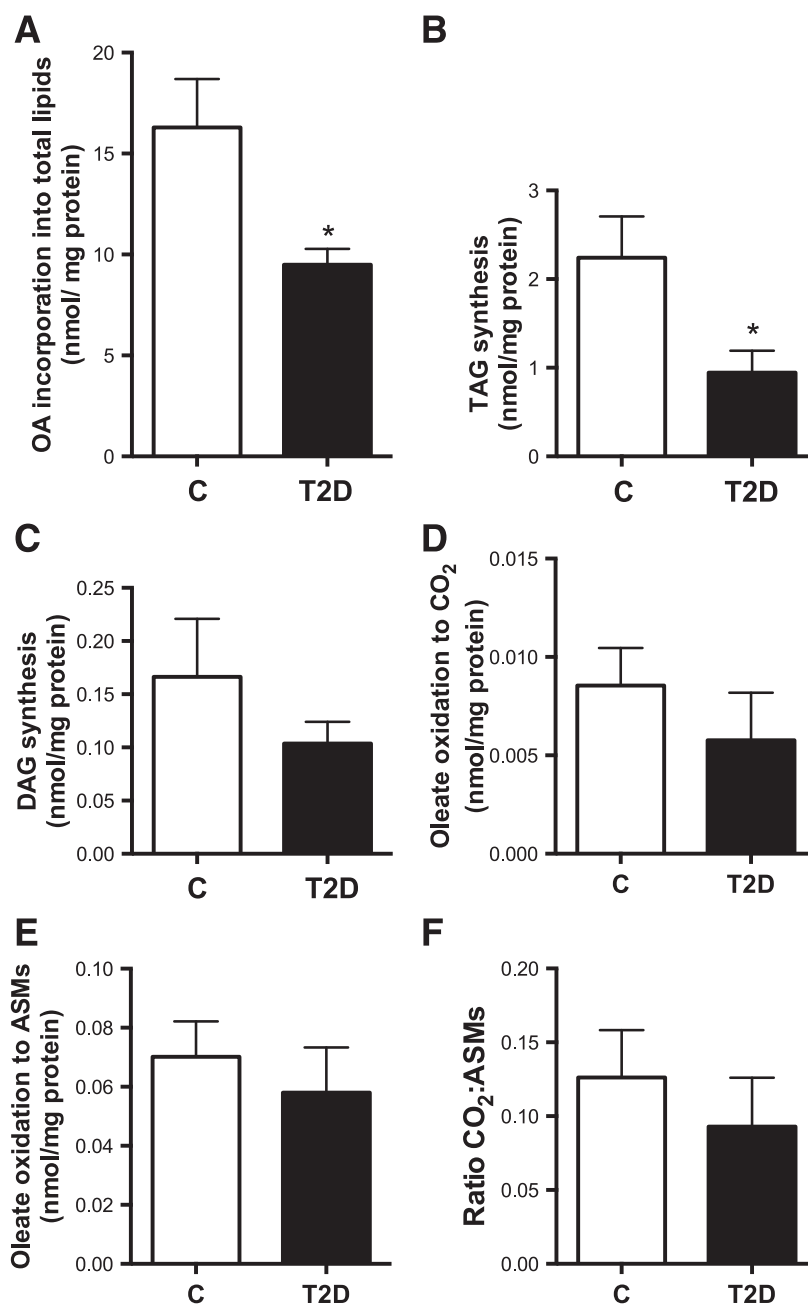 A
OA incorporation into total lipids
(nmol/ mg protein)
20
15
10
5
0
*
C
T2D
B
TAG synthesis
(nmol/mg protein)
3
2
1
0
*
C
T2D
C
DAG synthesis
(nmol/mg protein)
0.25
0.20
0.15
0.10
0.05
0.00
C
T2D
D
Oleate oxidation to CO₂
(nmol/mg protein)
0.015
0.010
0.005
0.000
C
T2D
E
Oleate oxidation to ASMs
(nmol/mg protein)
0.10
0.08
0.06
0.04
0.02
0.00
C
T2D
F
Ratio CO₂:ASMs
0.20
0.15
0.10
0.05
0.00
C
T2D